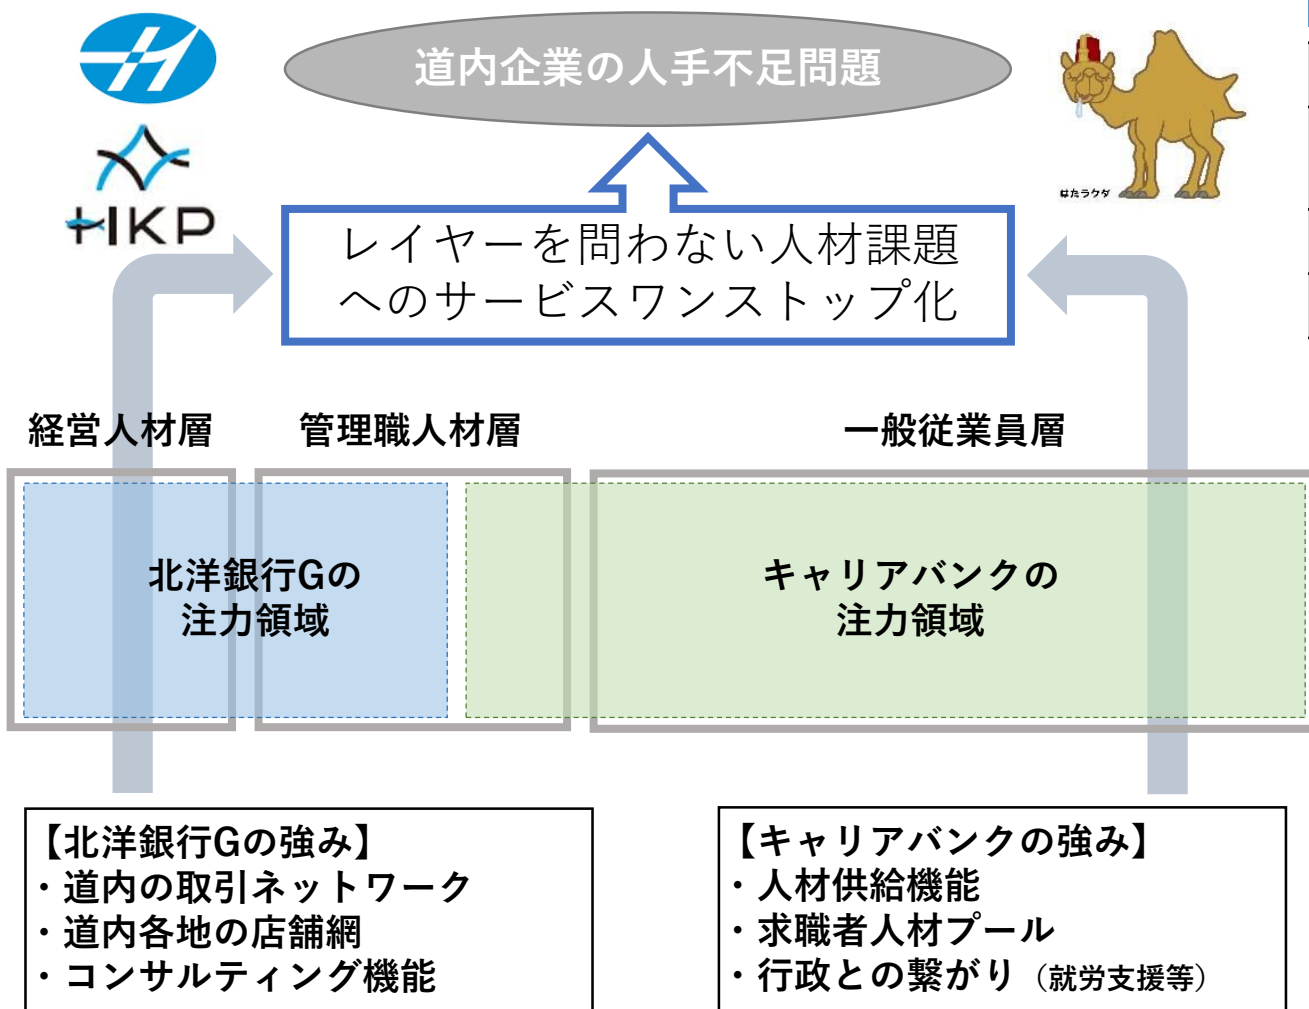 道内企業の人手不足問題
HKP
はたラクダ
レイヤーを問わない人材課題
へのサービスワンストップ化
経営人材層
管理職人材層
一般従業員層
北洋銀行Gの
注力領域
キャリアバンクの
注力領域
【北洋銀行Gの強み】
・道内の取引ネットワーク
・道内各地の店舗網
・コンサルティング機能
【キャリアバンクの強み】
・人材供給機能
・求職者人材プール
・行政との繋がり（就労支援等）